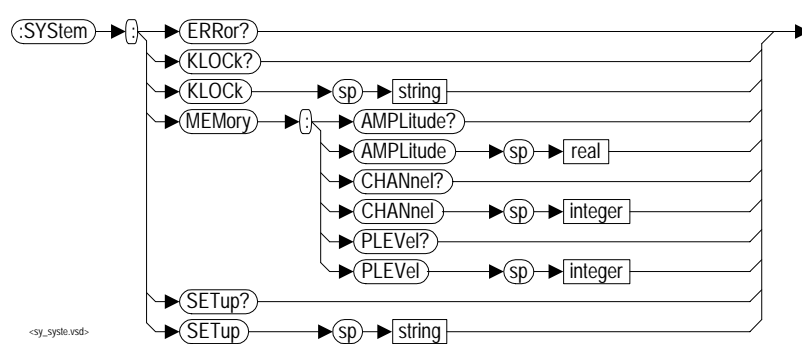 :SYStem : ERRor?
KLOCk?
KLOCk sp string
MEMory : AMPLitude?
AMPLitude sp real
CHANnel?
CHANnel sp integer
PLEVel?
PLEVel sp integer
SETup?
SETup sp string
<sy_syste.vsd>